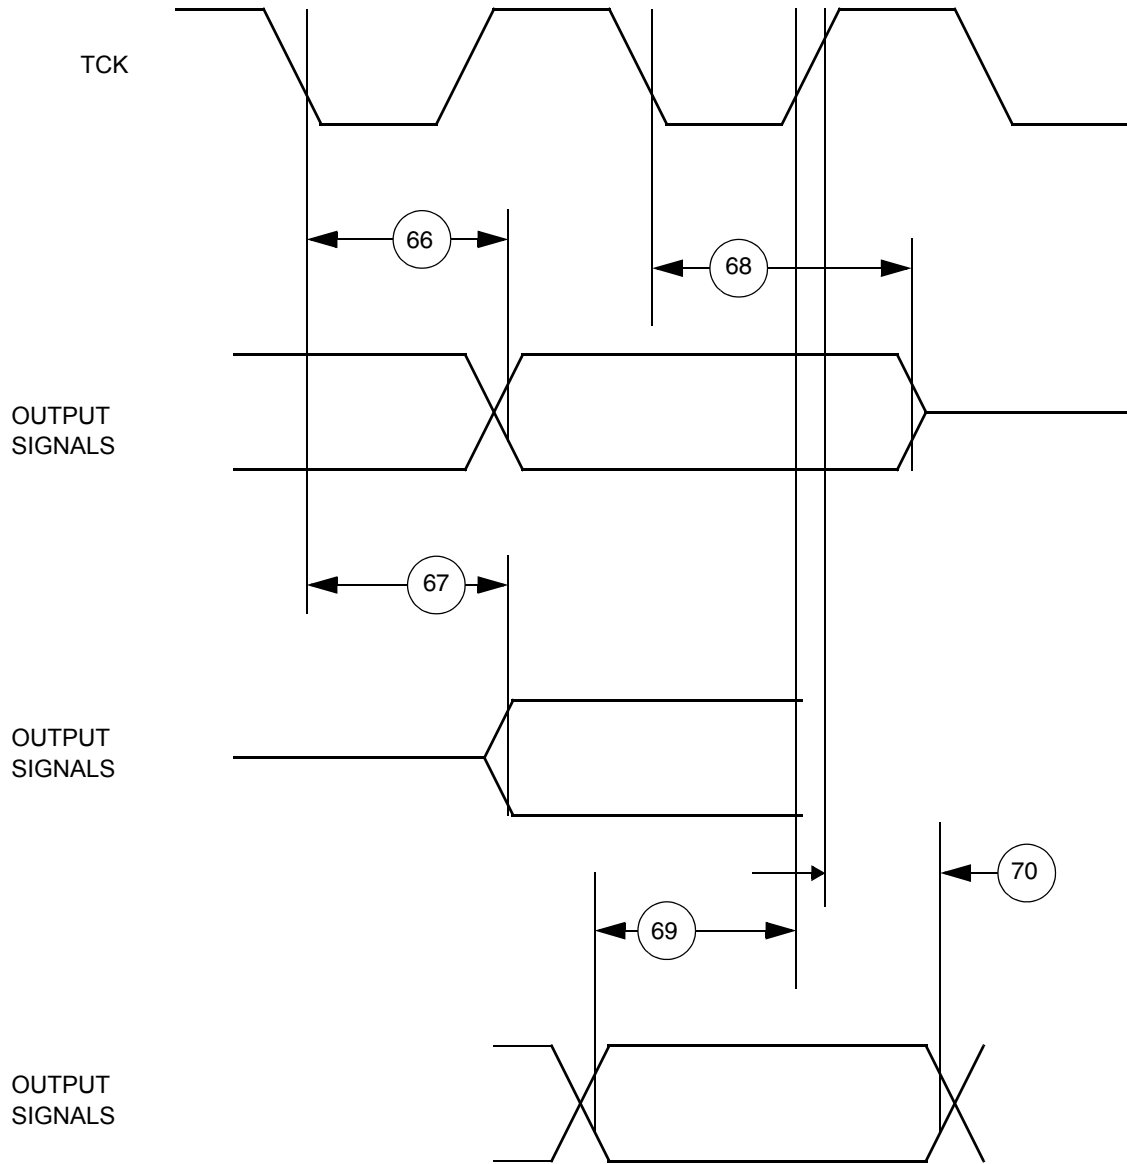 TCK
66
68
OUTPUT
SIGNALS
67
OUTPUT
SIGNALS
70
69
OUTPUT
SIGNALS